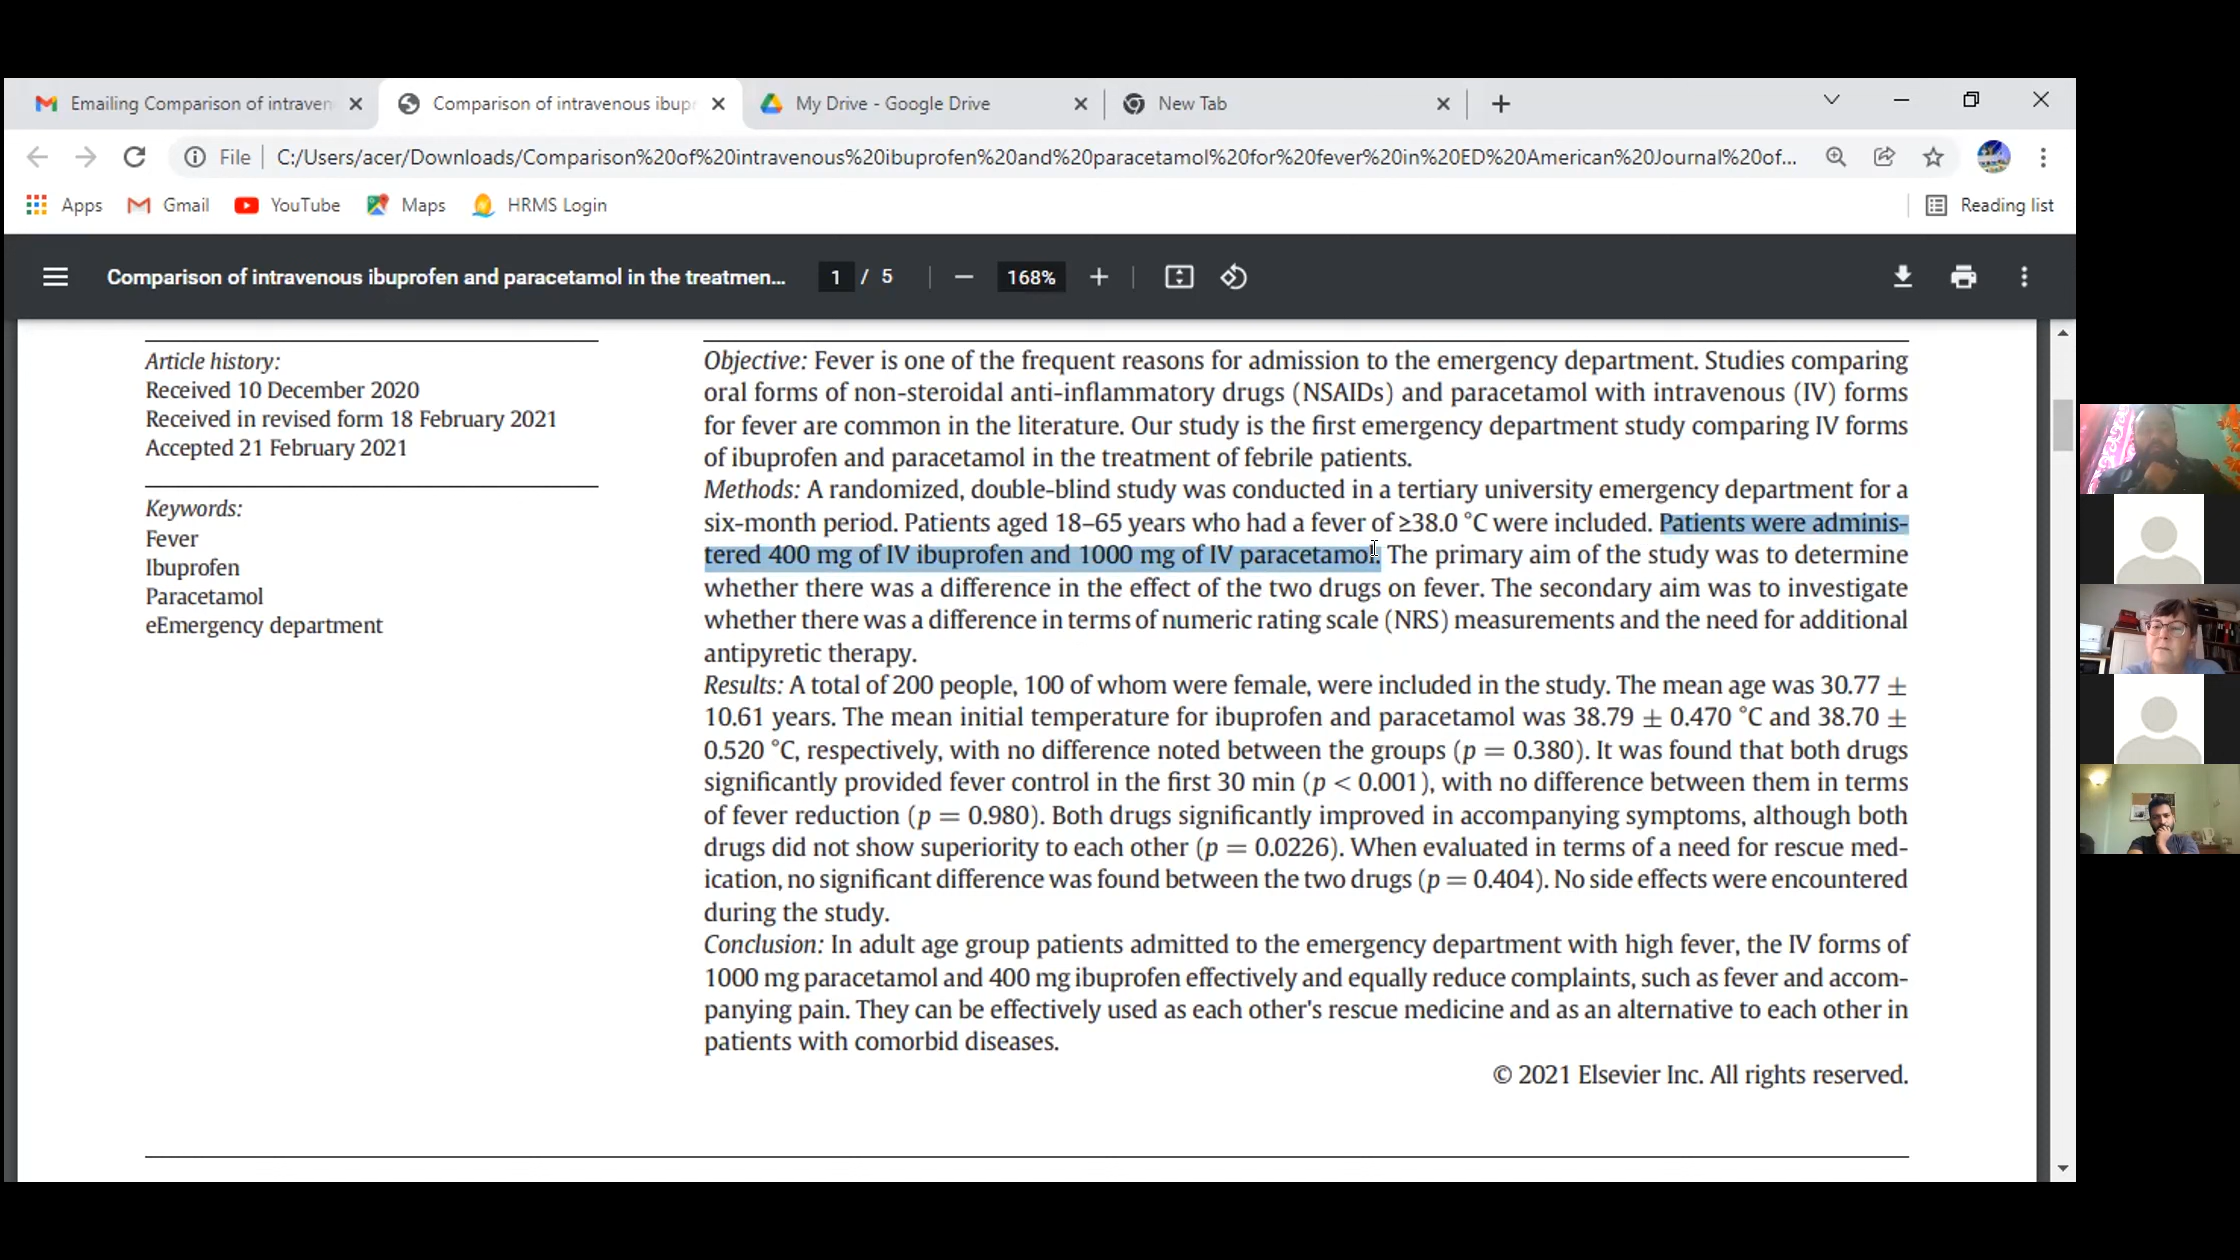 Emailing Comparison of intraven
Comparison of intravenous ibupr
My Drive - Google Drive
New Tab
File
C:/Users/acer/Downloads/Comparison%20of%20intravenous%20ibuprofen%20and%20paracetamol%20for%20fever%20in%20ED%20American%20Journal%20of...
Apps
Gmail
YouTube
Maps
HRMS Login
Reading list
Comparison of intravenous ibuprofen and paracetamol in the treatmen...
1 / 5
168%
Article history:
Received 10 December 2020
Received in revised form 18 February 2021
Accepted 21 February 2021
Keywords:
Fever
Ibuprofen
Paracetamol
eEmergency department
Objective: Fever is one of the frequent reasons for admission to the emergency department. Studies comparing
oral forms of non-steroidal anti-inflammatory drugs (NSAIDs) and paracetamol with intravenous (IV) forms
for fever are common in the literature. Our study is the first emergency department study comparing IV forms
of ibuprofen and paracetamol in the treatment of febrile patients.
Methods: A randomized, double-blind study was conducted in a tertiary university emergency department for a
six-month period. Patients aged 18–65 years who had a fever of ≥38.0 °C were included. Patients were adminis-
tered 400 mg of IV ibuprofen and 1000 mg of IV paracetamol. The primary aim of the study was to determine
whether there was a difference in the effect of the two drugs on fever. The secondary aim was to investigate
whether there was a difference in terms of numeric rating scale (NRS) measurements and the need for additional
antipyretic therapy.
Results: A total of 200 people, 100 of whom were female, were included in the study. The mean age was 30.77 ±
10.61 years. The mean initial temperature for ibuprofen and paracetamol was 38.79 ± 0.470 °C and 38.70 ±
0.520 °C, respectively, with no difference noted between the groups (p = 0.380). It was found that both drugs
significantly provided fever control in the first 30 min (p < 0.001), with no difference between them in terms
of fever reduction (p = 0.980). Both drugs significantly improved in accompanying symptoms, although both
drugs did not show superiority to each other (p = 0.0226). When evaluated in terms of a need for rescue med-
ication, no significant difference was found between the two drugs (p = 0.404). No side effects were encountered
during the study.
Conclusion: In adult age group patients admitted to the emergency department with high fever, the IV forms of
1000 mg paracetamol and 400 mg ibuprofen effectively and equally reduce complaints, such as fever and accom-
panying pain. They can be effectively used as each other's rescue medicine and as an alternative to each other in
patients with comorbid diseases.
© 2021 Elsevier Inc. All rights reserved.